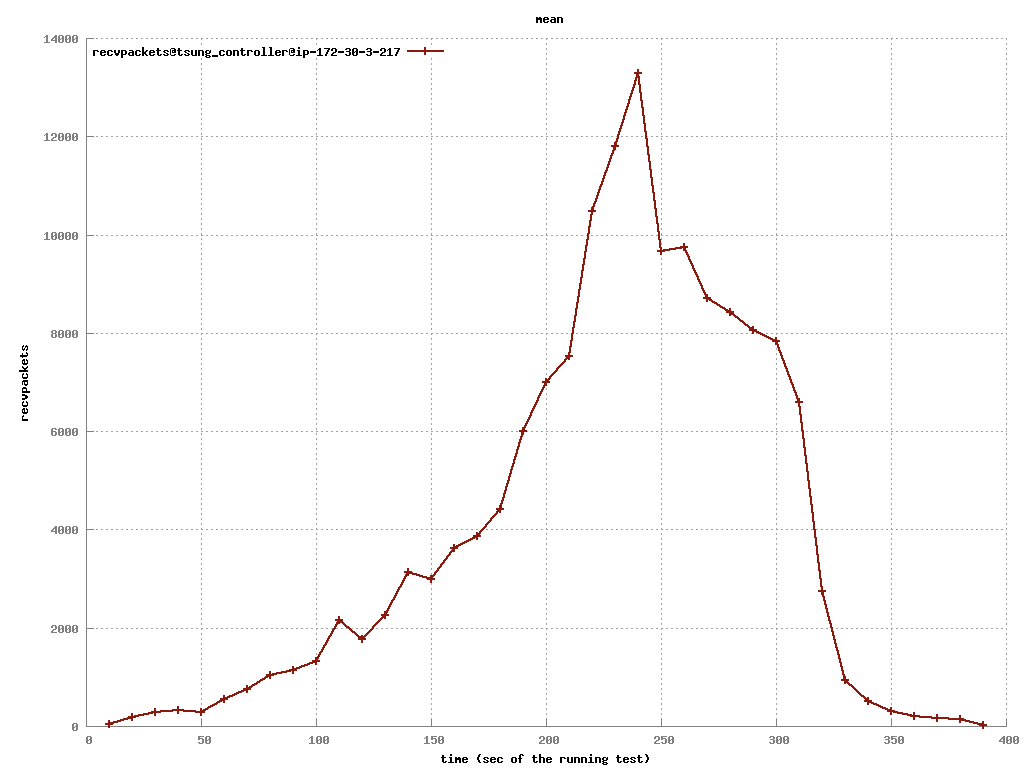 mean
recvpackets@tsung_controller@ip-172-30-3-217
14000
12000
10000
8000
6000
4000
2000
0
recvpackets
0 50 100 150 200 250 300 350 400
time (sec of the running test)